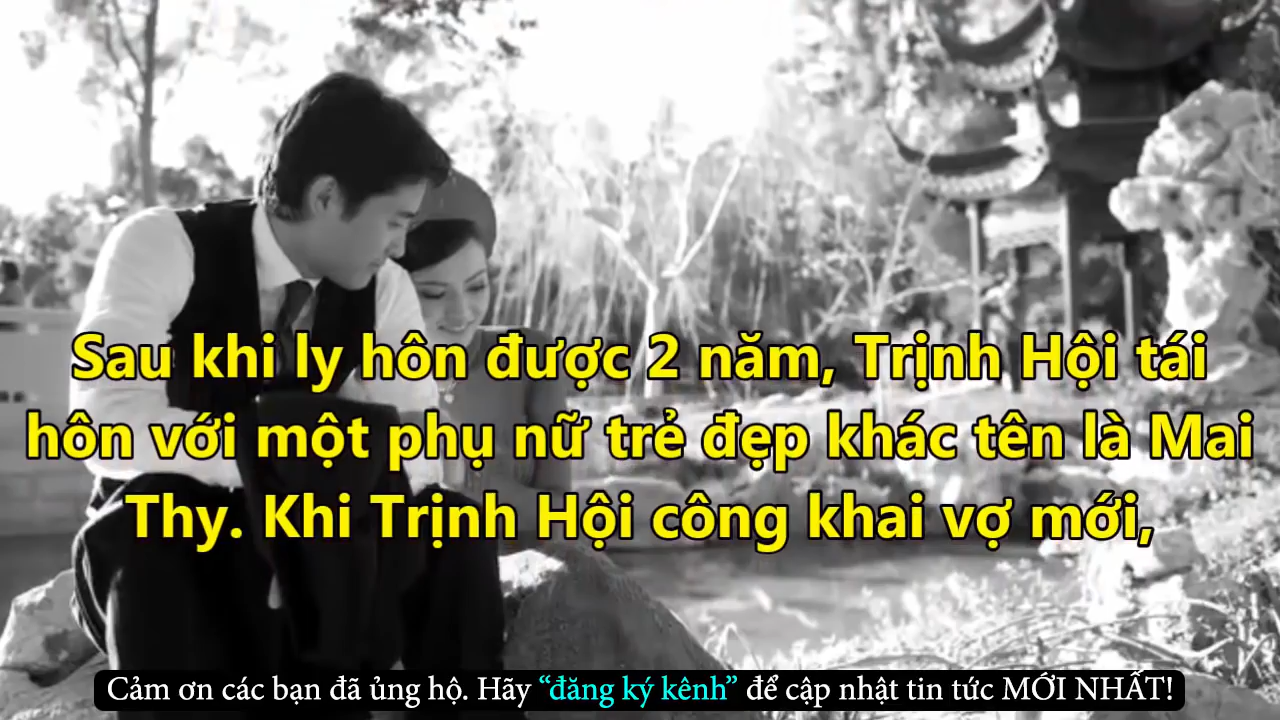 Sau khi ly hôn được 2 năm, Trịnh Hội tái
hôn với một phụ nữ trẻ đẹp khác tên là Mai
Thy. Khi Trịnh Hội công khai vợ mới,
Cảm ơn các bạn đã ủng hộ. Hãy “đăng ký kênh” để cập nhật tin tức MỚI NHẤT!